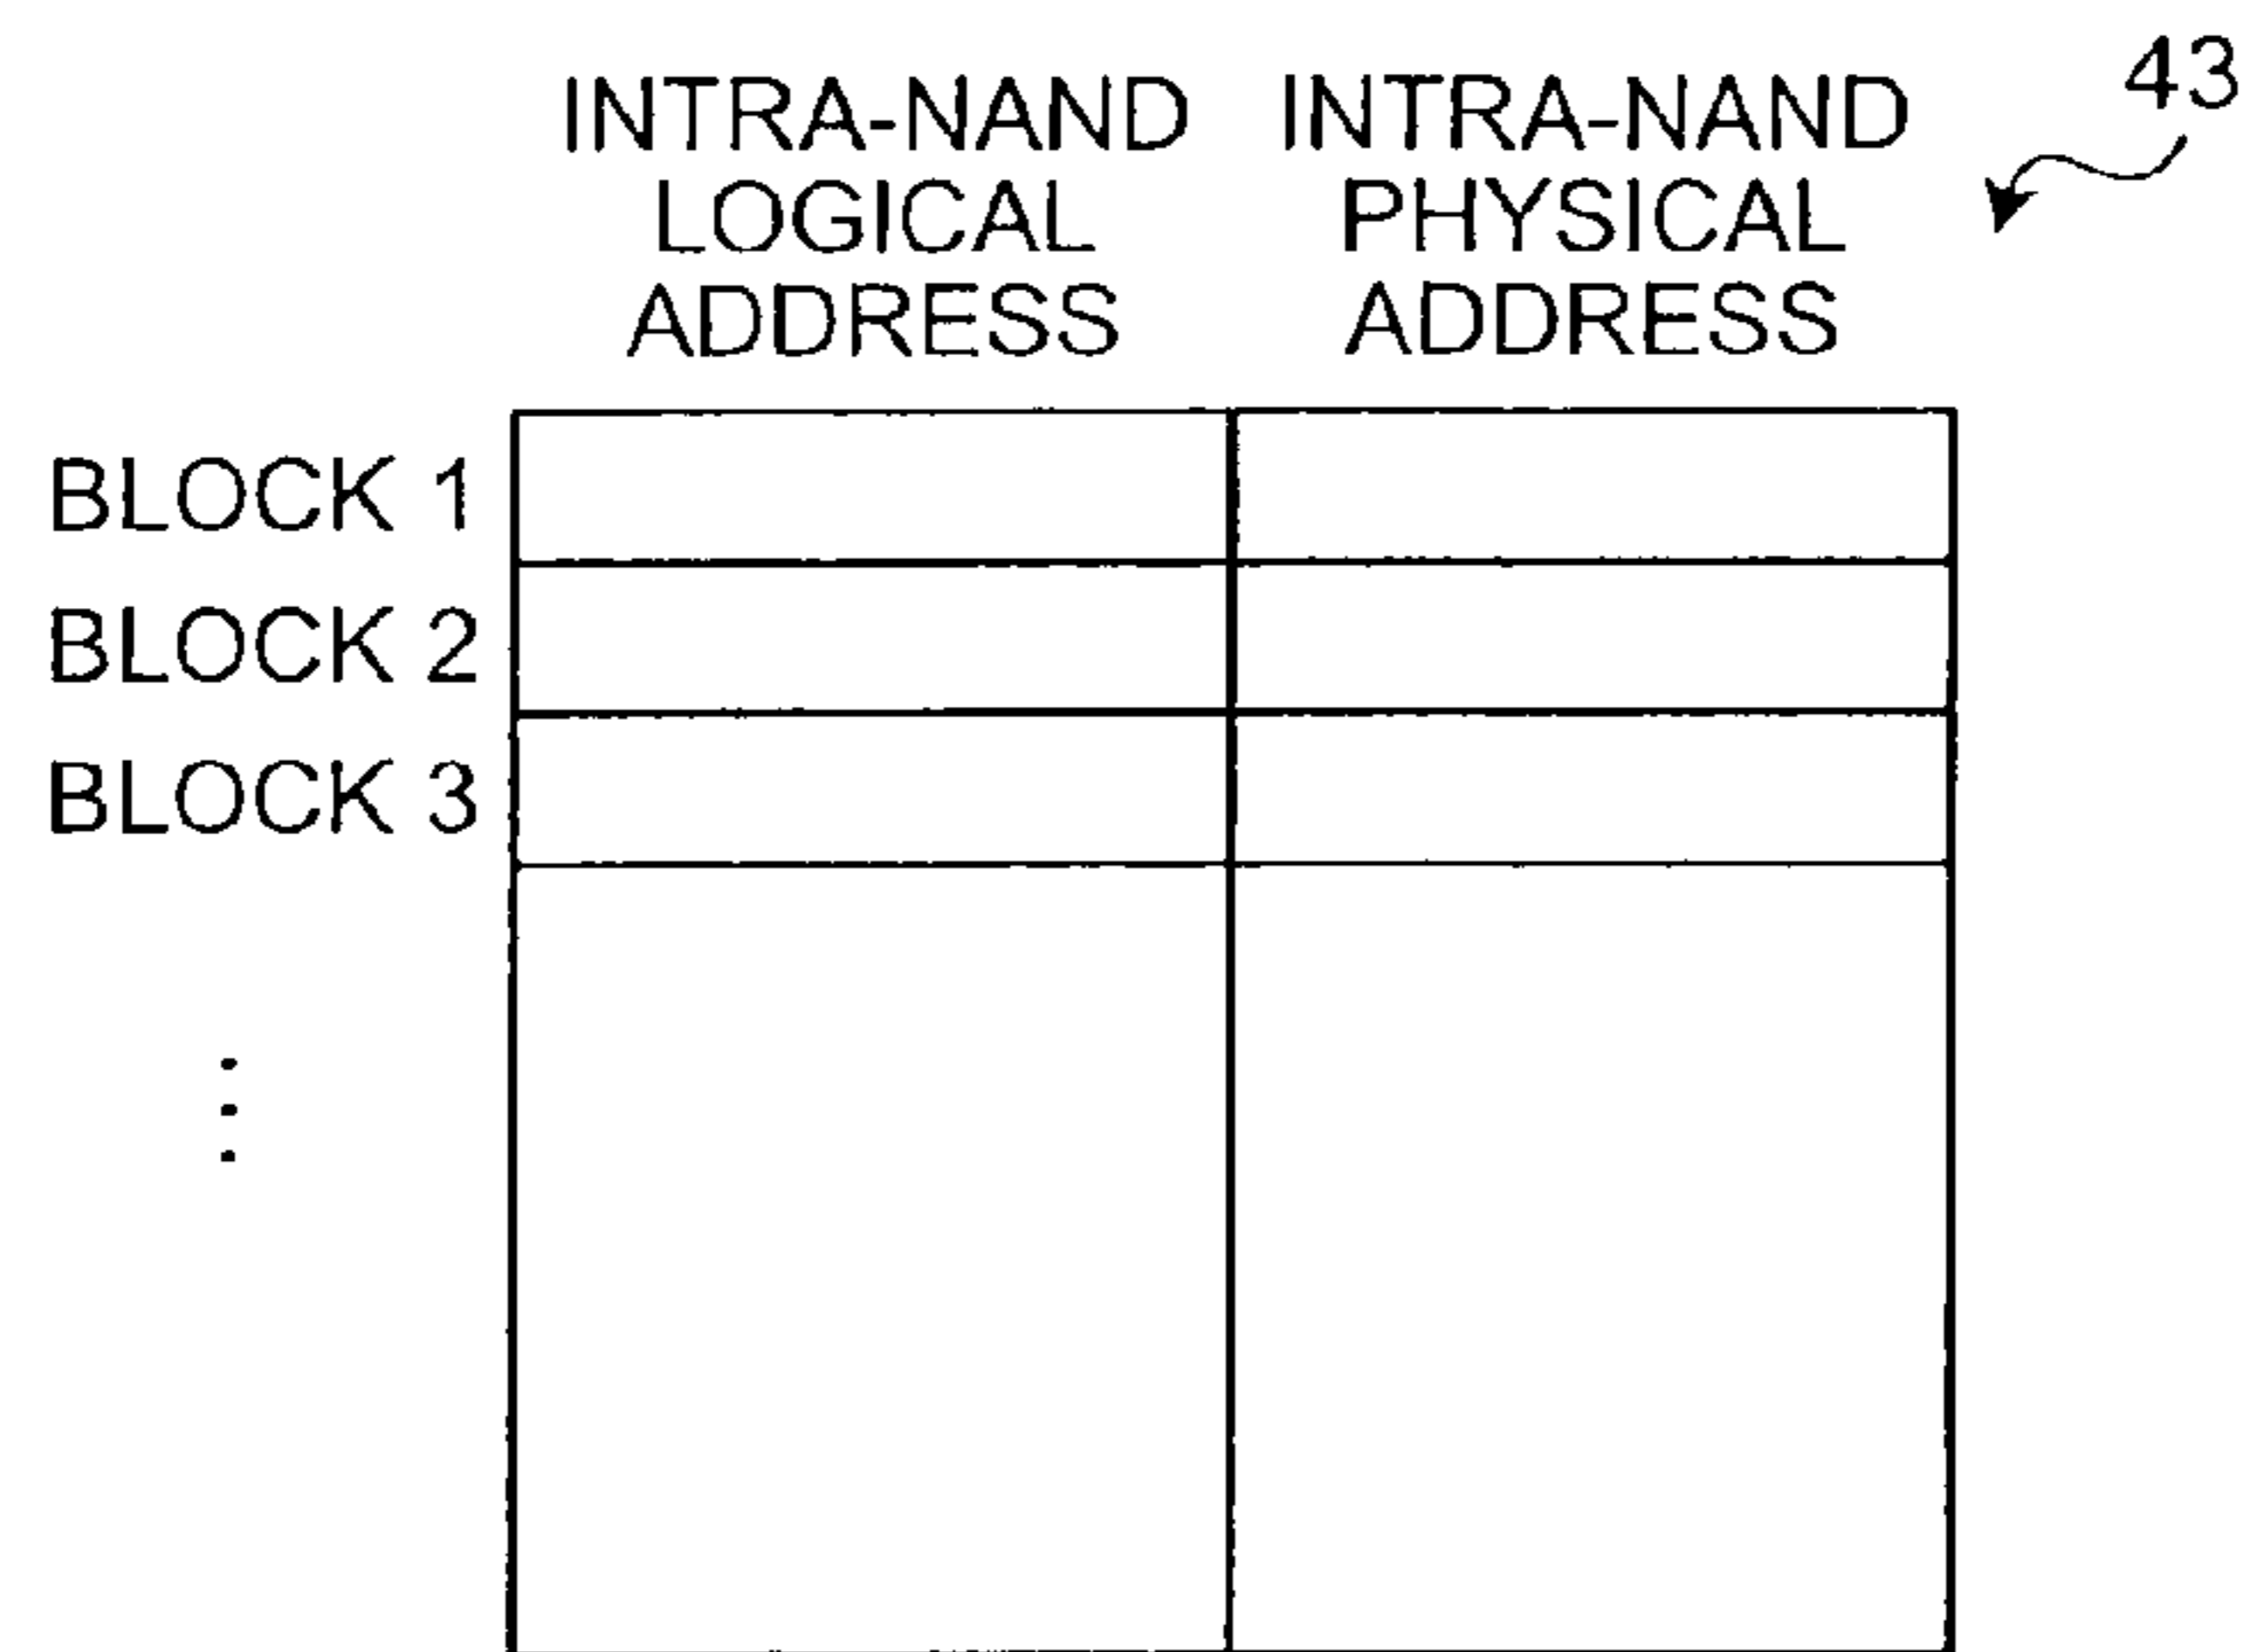 43
INTRA-NAND LOGICAL ADDRESS
INTRA-NAND PHYSICAL ADDRESS
BLOCK 1
BLOCK 2
BLOCK 3
⋮